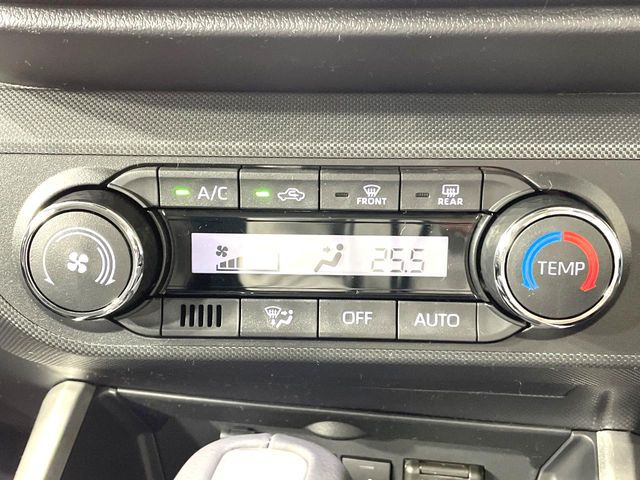 A/C
FRONT
REAR
25.5
TEMP
OFF
AUTO